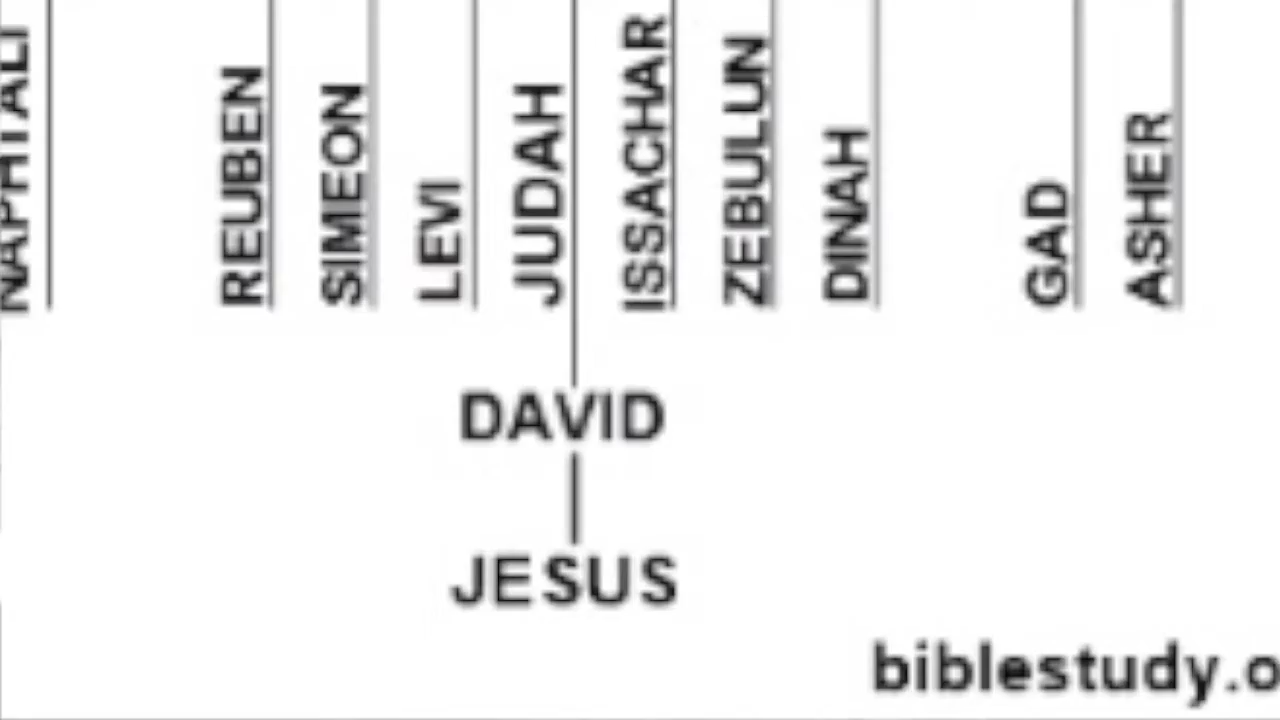 NAPHTALI
REUBEN
SIMEON
LEVI
JUDAH
ISSACHAR
ZEBULUN
DINAH
GAD
ASHER
DAVID
JESUS
biblestudy.o